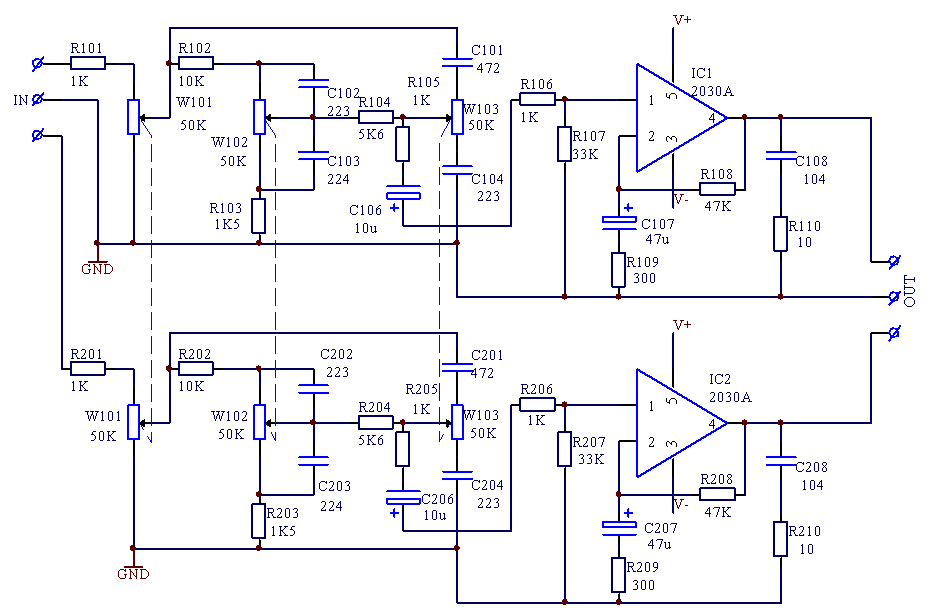 V+
R101
1K
R102
10K
C101
472
IN
W101
50K
C102
223
R105
1K
R104
5K6
W103
50K
R106
1K
IC1
2030A
1
5
2
3
4
W102
50K
C103
224
C104
223
R107
33K
C108
104
R108
47K
V-
R103
1K5
C106
10u
C107
47u
R110
10
R109
300
GND
OUT
V+
R201
1K
R202
10K
C202
223
C201
472
R205
1K
R206
1K
IC2
2030A
1
5
2
3
4
W101
50K
W102
50K
R204
5K6
W103
50K
R207
33K
C203
224
C204
223
C208
104
R208
47K
V-
R203
1K5
C206
10u
C207
47u
R210
10
R209
300
GND